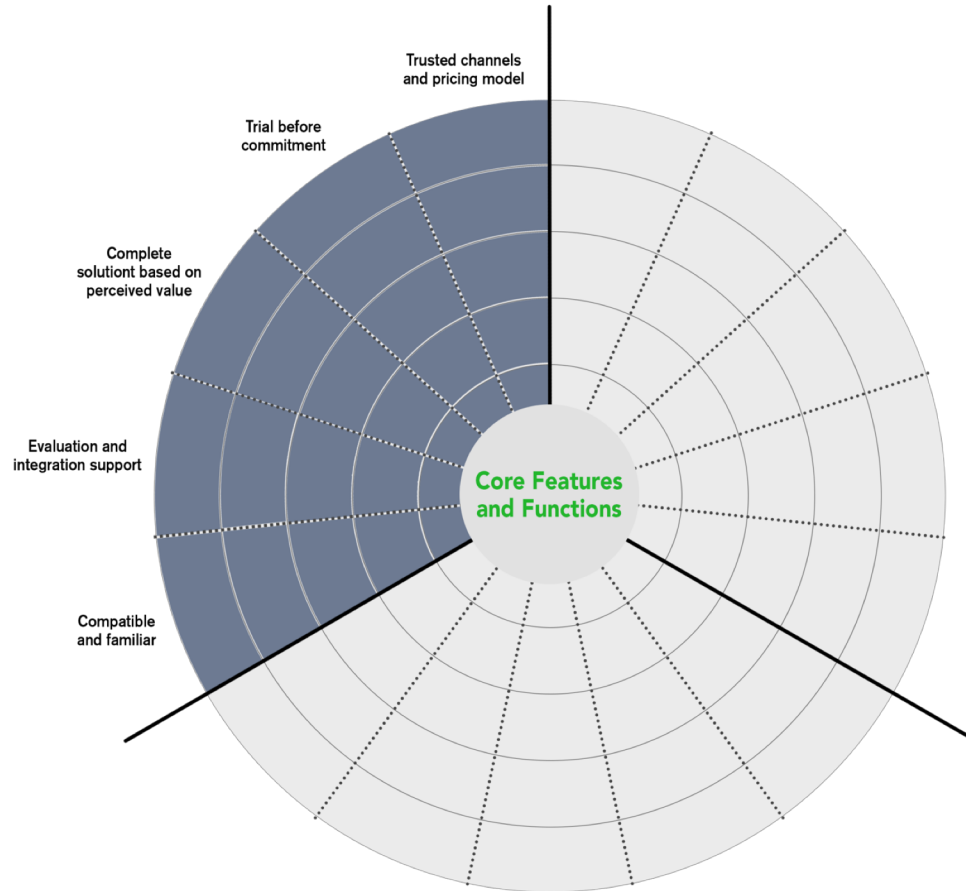 Trusted channels
and pricing model
Trial before
commitment
Complete
solutiont based on
perceived value
Evaluation and
integration support
Core Features
and Functions
Compatible
and familiar